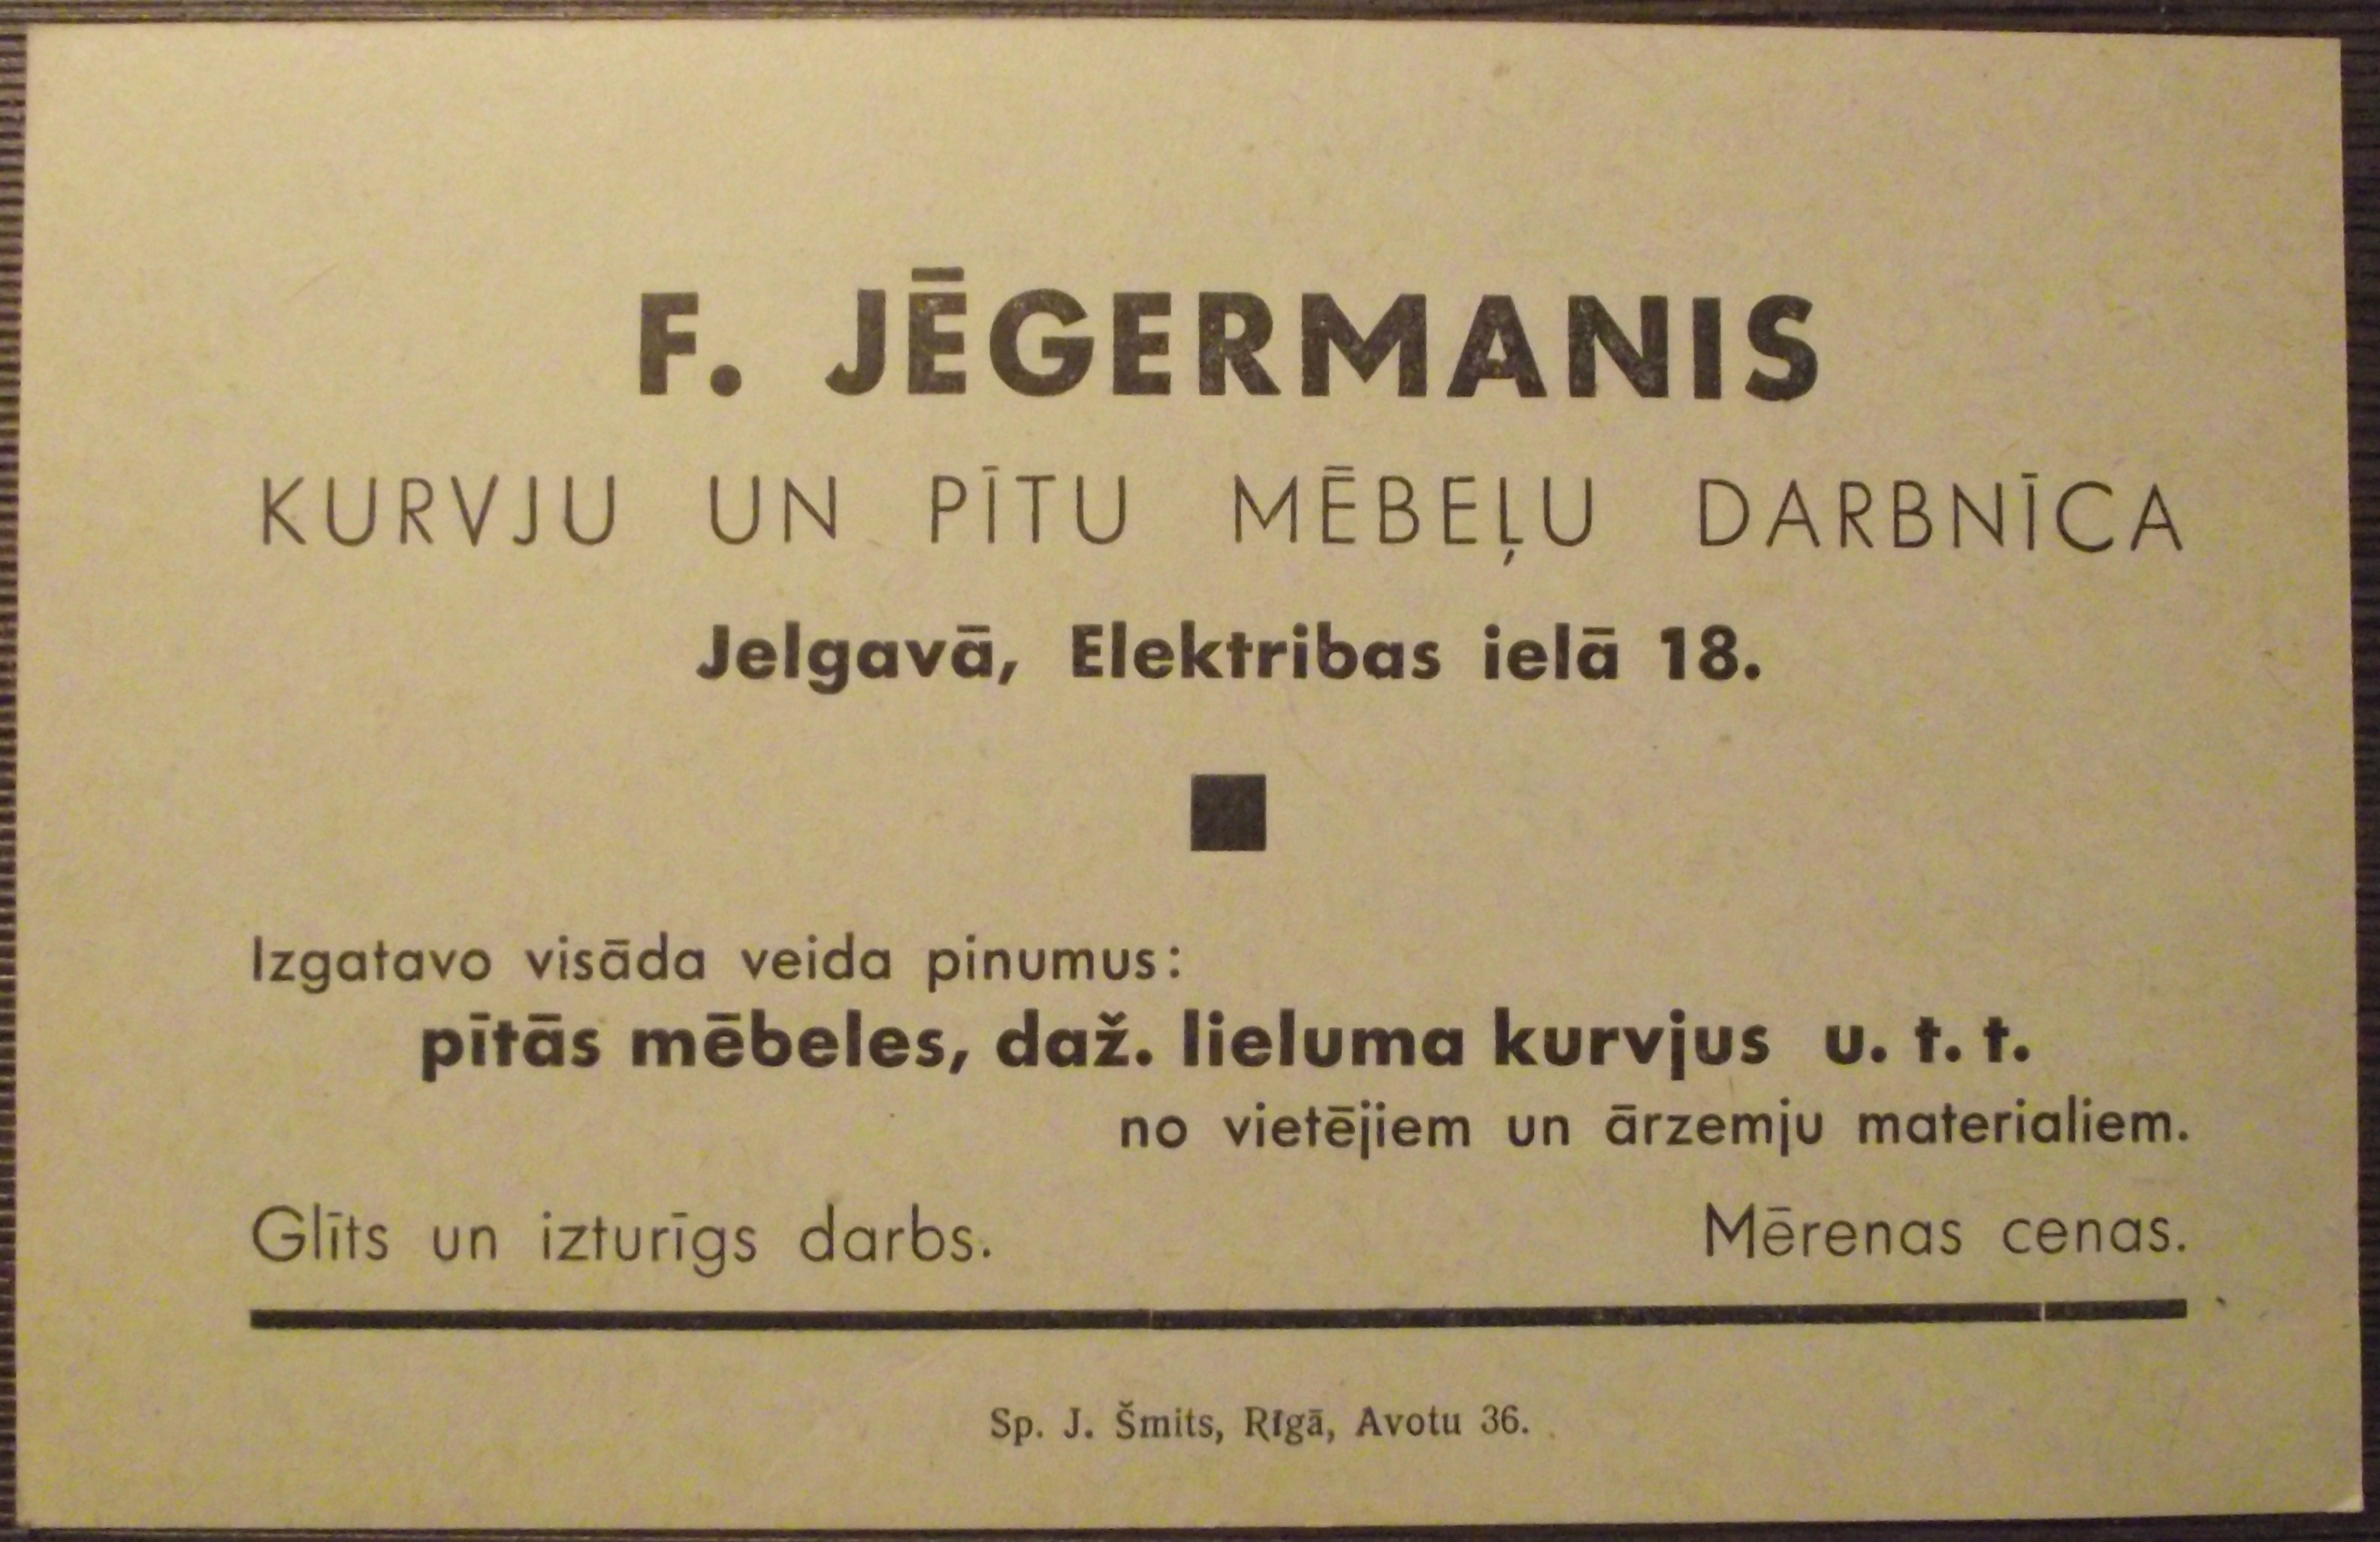 F. JĒGERMANIS
KURVJU UN PĪTU MĒBEĻU DARBNĪCA
Jelgavā, Elektribas ielā 18.
Izgatavo visāda veida pinumus:
pītās mēbeles, daž. lieluma kurvjus u. t. t.
no vietējiem un ārzemju materialiem.
Glīts un izturīgs darbs. Mērenas cenas.
Sp. J. Šmits, Rīgā, Avotu 36.